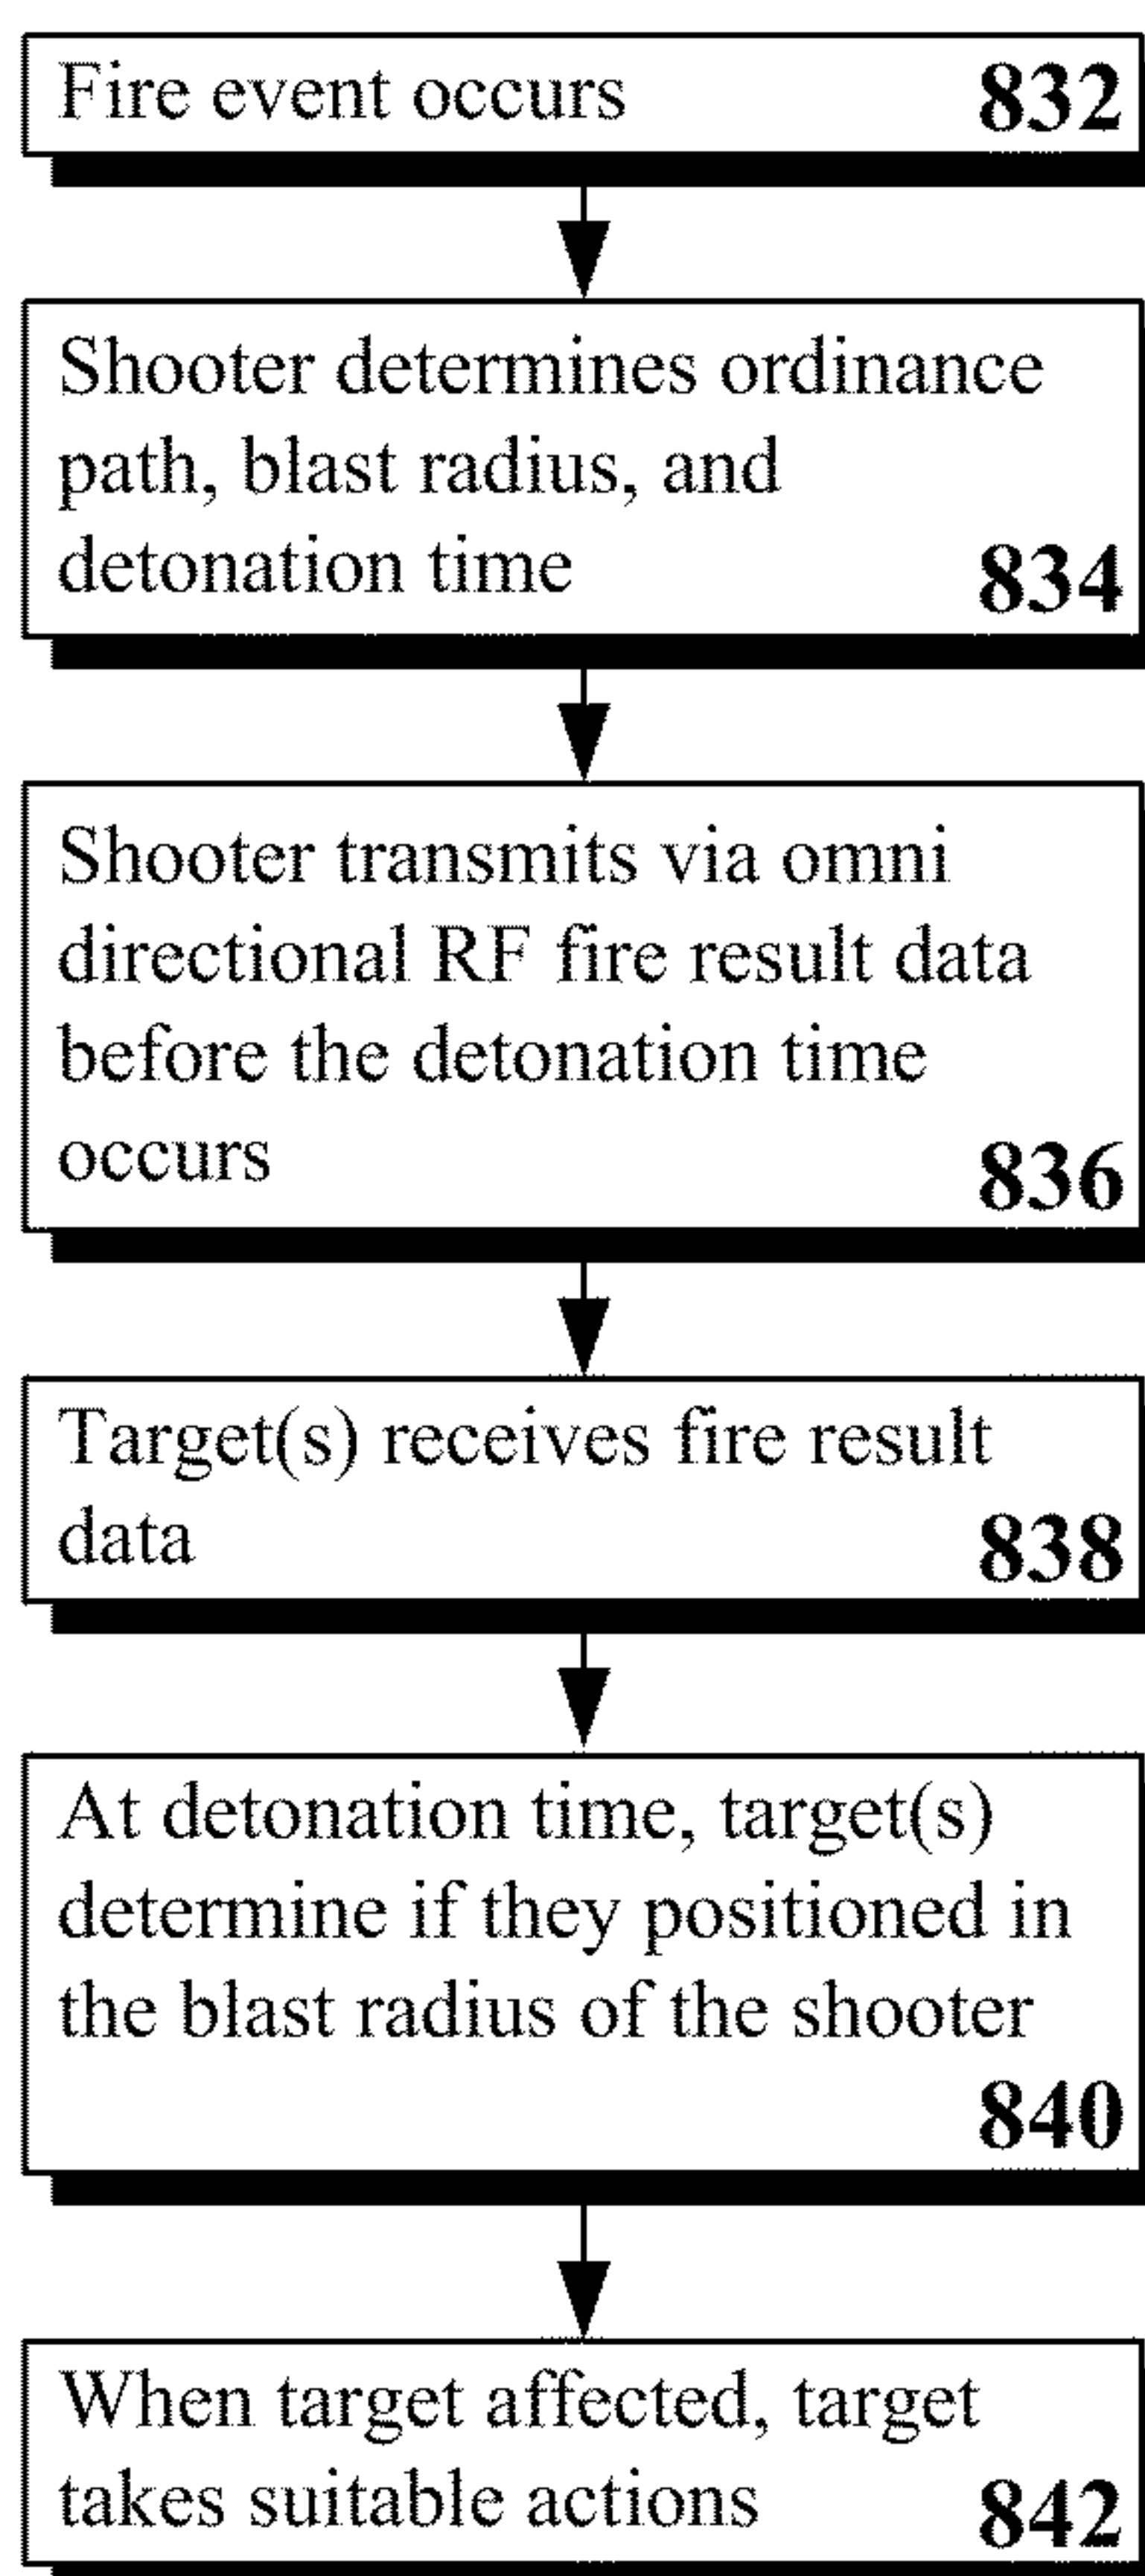 Fire event occurs 832
Shooter determines ordinance
path, blast radius, and
detonation time 834
Shooter transmits via omni
directional RF fire result data
before the detonation time
occurs 836
Target(s) receives fire result
data 838
At detonation time, target(s)
determine if they positioned in
the blast radius of the shooter
840
When target affected, target
takes suitable actions 842